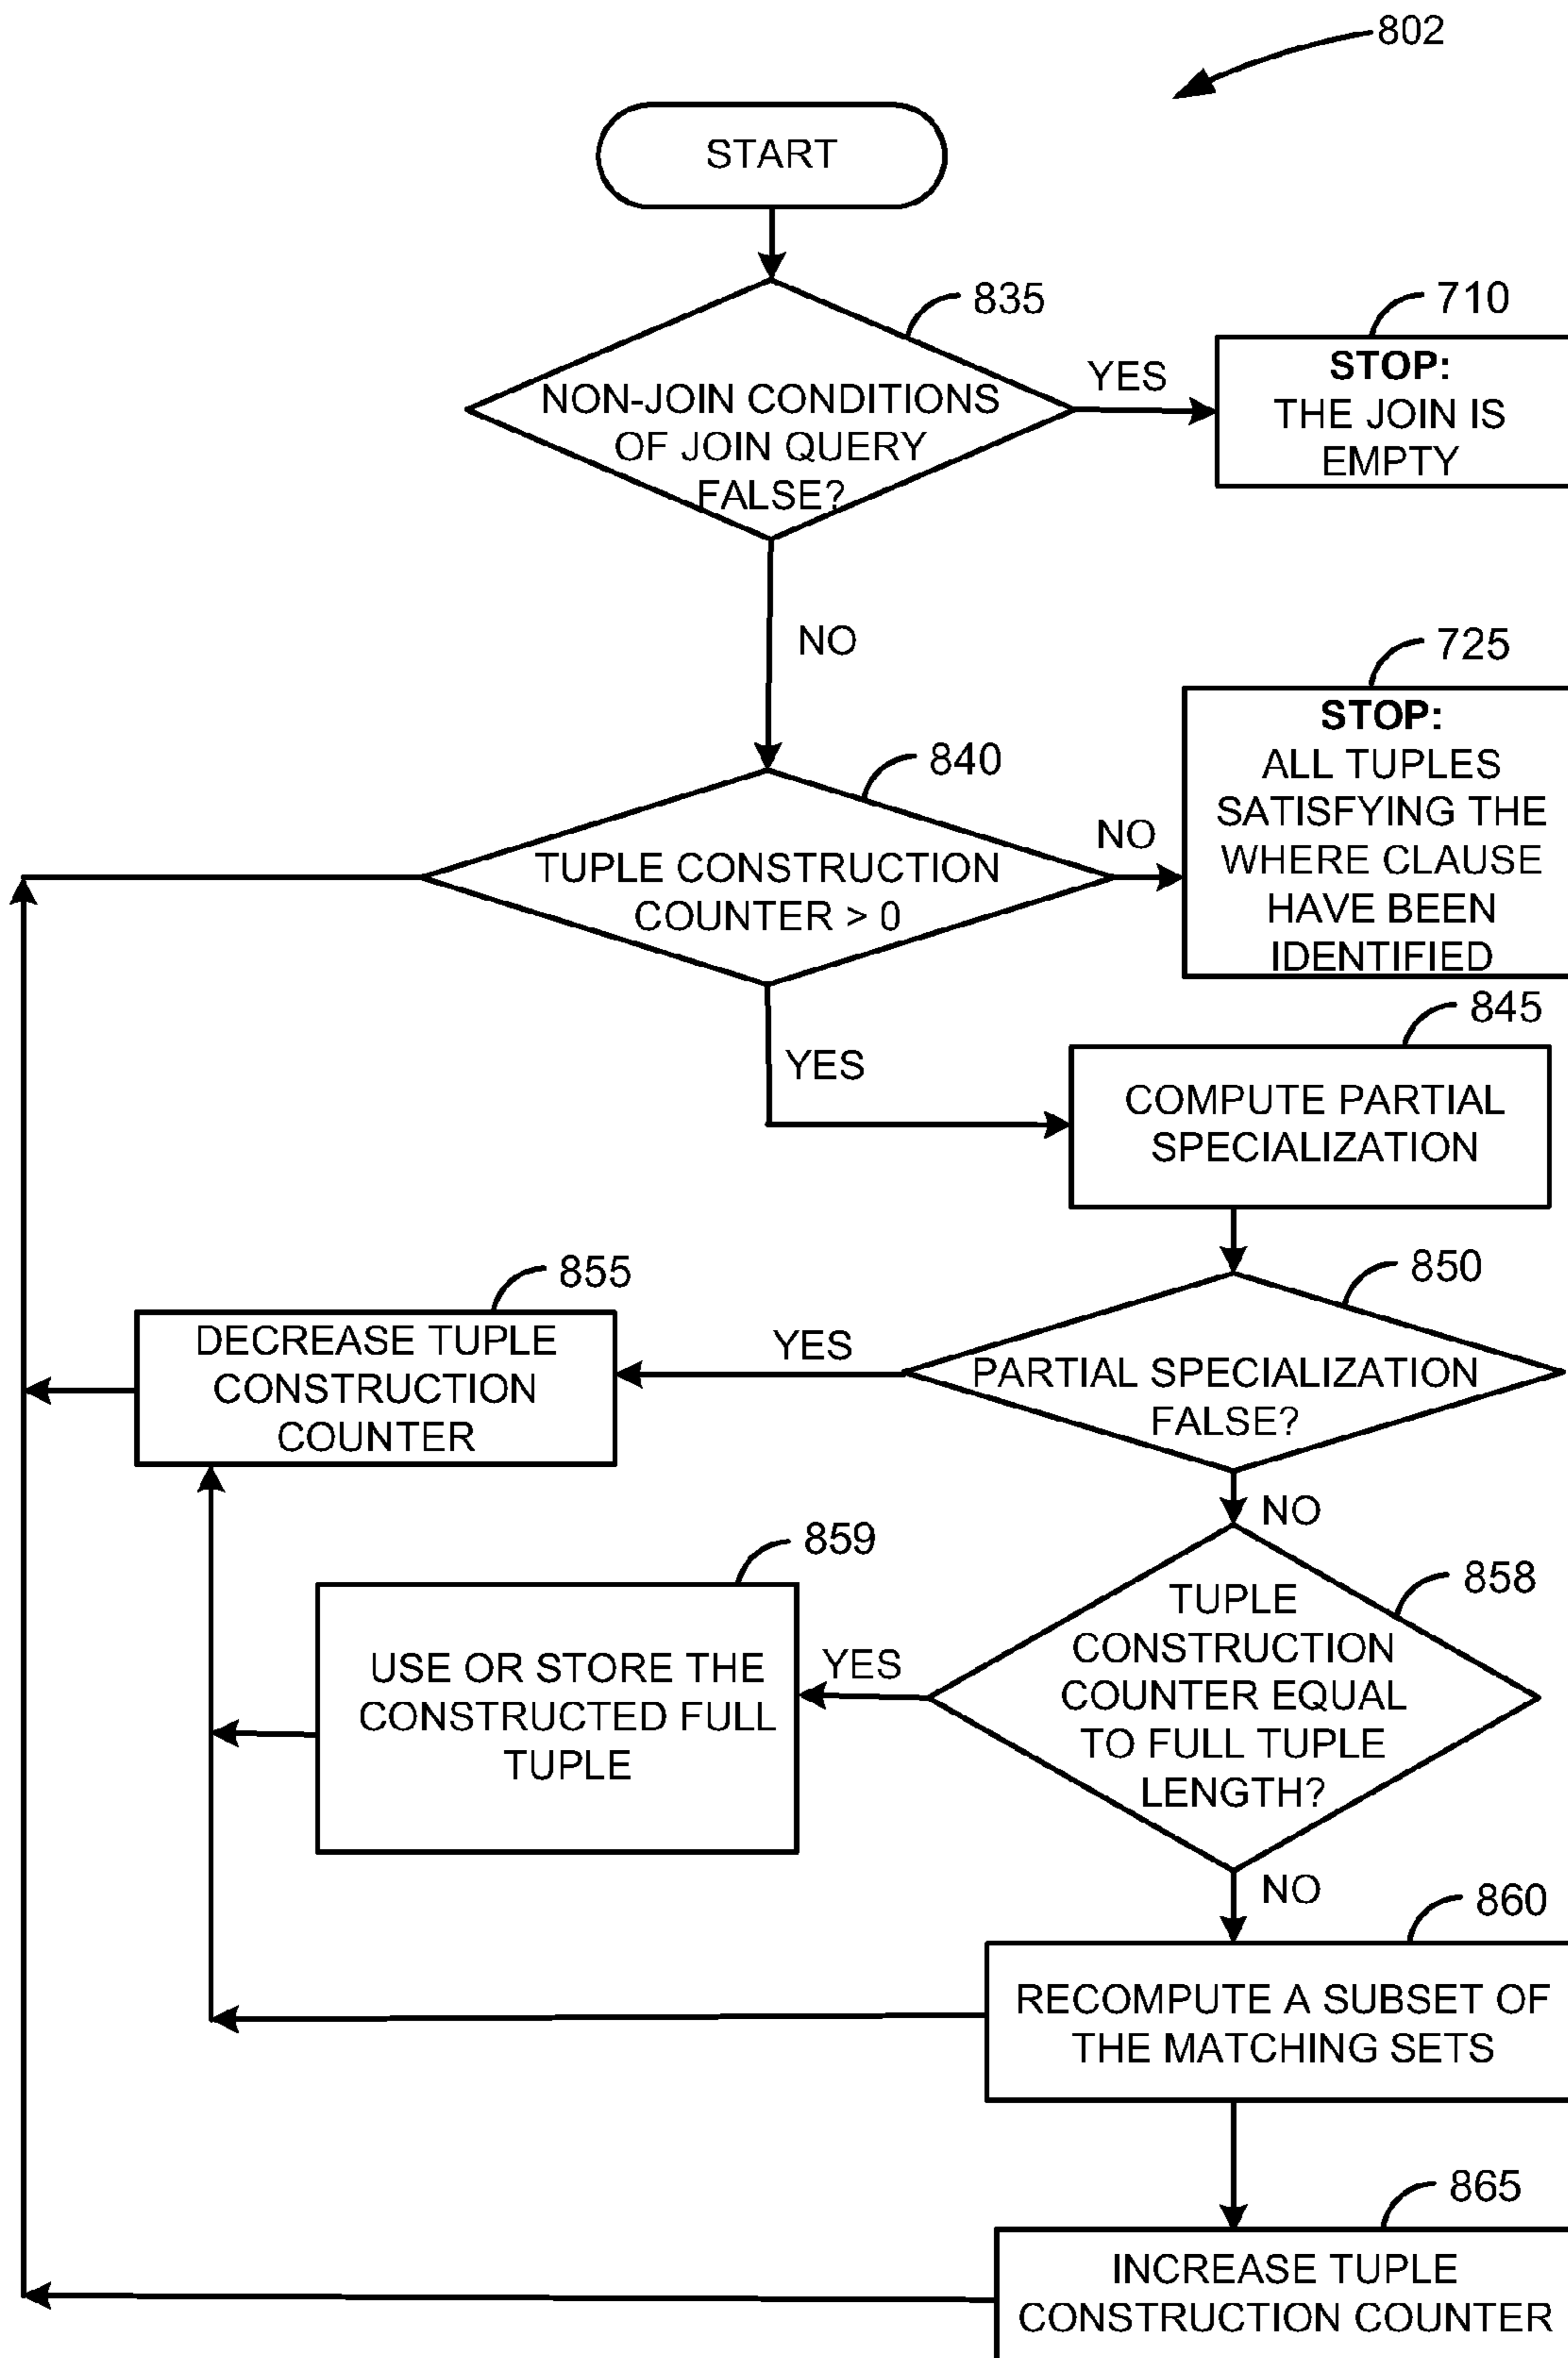 802
START
835
NON-JOIN CONDITIONS
OF JOIN QUERY
FALSE?
YES
710
STOP:
THE JOIN IS
EMPTY
NO
725
STOP:
ALL TUPLES
SATISFYING THE
WHERE CLAUSE
HAVE BEEN
IDENTIFIED
840
TUPLE CONSTRUCTION
COUNTER > 0
NO
YES
845
COMPUTE PARTIAL
SPECIALIZATION
850
PARTIAL SPECIALIZATION
FALSE?
YES
855
DECREASE TUPLE
CONSTRUCTION
COUNTER
NO
858
TUPLE
CONSTRUCTION
COUNTER EQUAL
TO FULL TUPLE
LENGTH?
YES
859
USE OR STORE THE
CONSTRUCTED FULL
TUPLE
NO
860
RECOMPUTE A SUBSET OF
THE MATCHING SETS
865
INCREASE TUPLE
CONSTRUCTION COUNTER